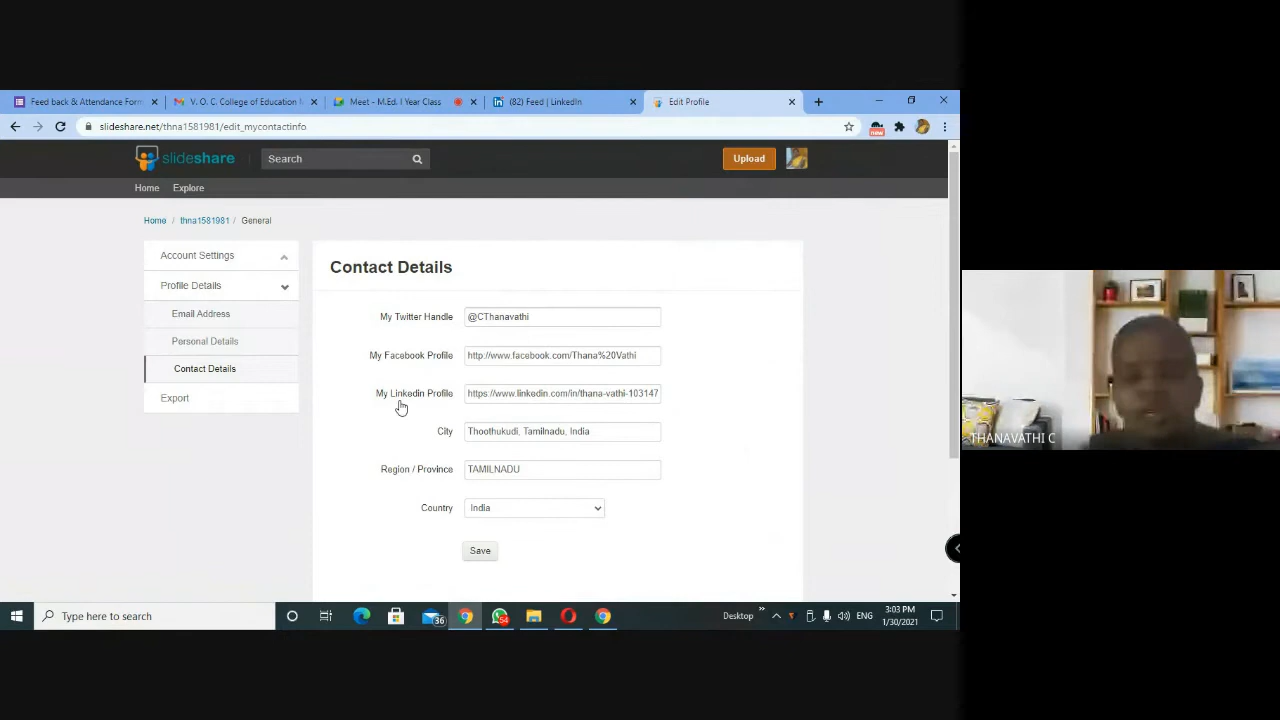 Feed back & Attendance Form
V. O. C. College of Education M
Meet - M.Ed. I Year Class
(82) Feed | LinkedIn
Edit Profile
slideshare.net/thna1581981/edit_mycontactinfo
new
slideshare
Search
Upload
Home
Explore
Home / thna1581981 / General
Account Settings
Profile Details
Email Address
Personal Details
Contact Details
Export
Contact Details
My Twitter Handle
@CThanavathi
My Facebook Profile
http://www.facebook.com/Thana%20Vathi
My Linkedin Profile
https://www.linkedin.com/in/thana-vathi-103147
City
Thoothukudi, Tamilnadu, India
Region / Province
TAMILNADU
Country
India
Save
THANAVATHI C
Type here to search
36
54
Desktop
ENG
3:03 PM
1/30/2021